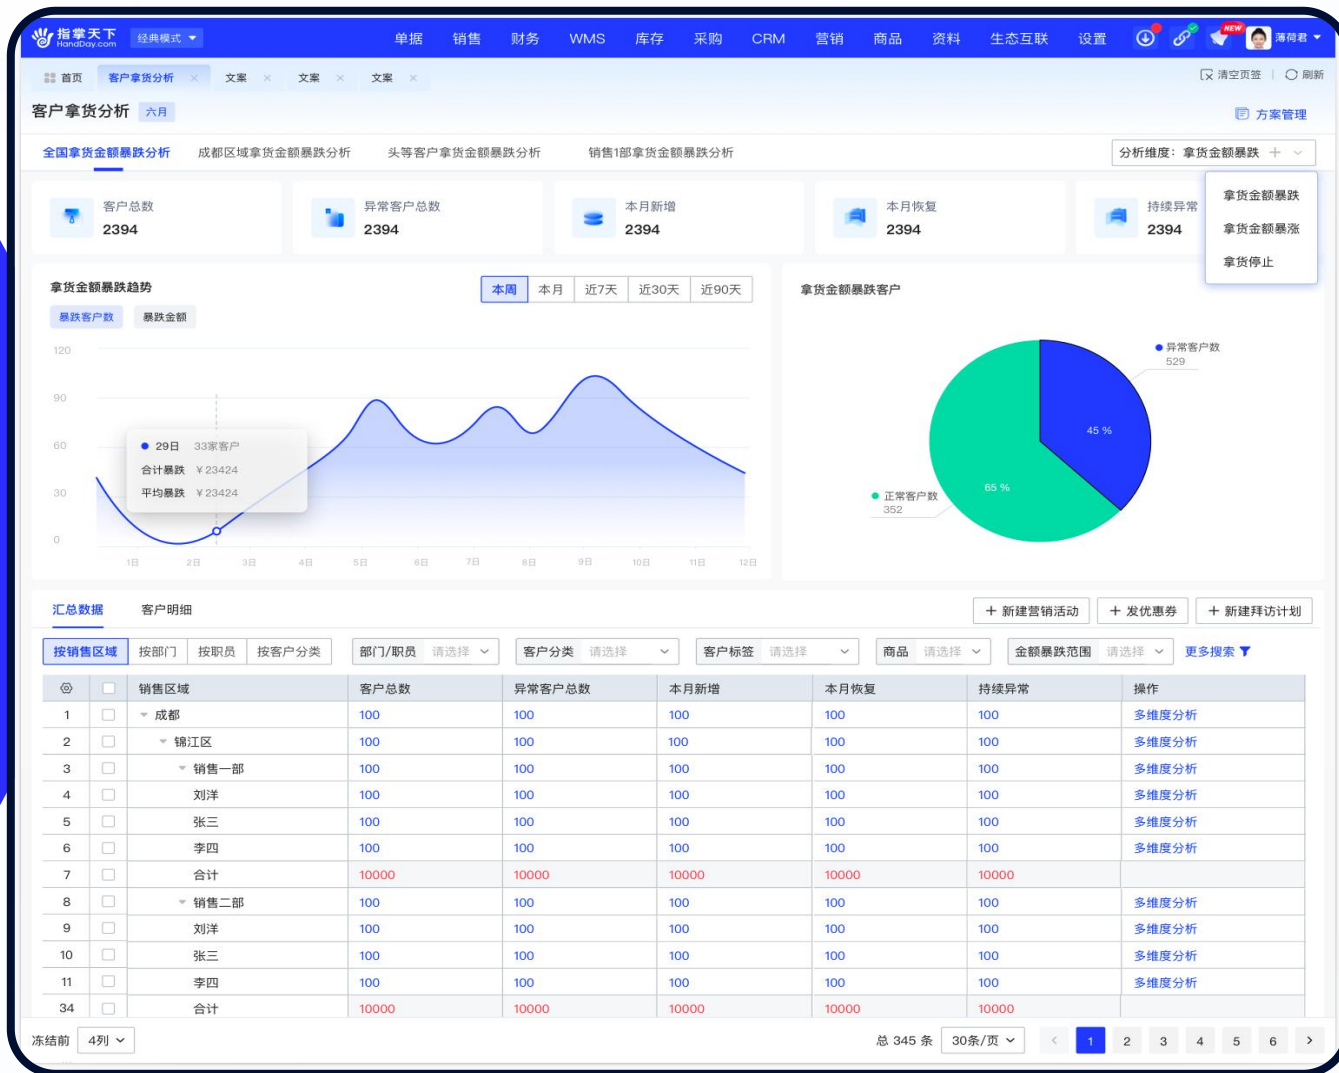 指掌天下
HandDay.com
经典模式
单据 销售 财务 WMS 库存 采购 CRM 营销 商品 资料 生态互联 设置
NEW
薄荷君
首页 客户拿货分析 × 文案 × 文案 × 文案 ×
清空页签 刷新
客户拿货分析 六月
方案管理
全国拿货金额暴跌分析 成都区域拿货金额暴跌分析 头等客户拿货金额暴跌分析 销售1部拿货金额暴跌分析
分析维度：拿货金额暴跌
拿货金额暴跌
拿货金额暴涨
拿货停止
客户总数
2394
异常客户总数
2394
本月新增
2394
本月恢复
2394
持续异常
2394
拿货金额暴跌趋势
本周 本月 近7天 近30天 近90天
暴跌客户数 暴跌金额
120
90
60
30
0
29日 33家客户
合计暴跌 ¥23424
平均暴跌 ¥23424
1日 2日 3日 4日 5日 6日 7日 8日 9日 10日 11日 12日
拿货金额暴跌客户
异常客户数
529
45 %
65 %
正常客户数
352
汇总数据 客户明细
+ 新建营销活动 + 发优惠券 + 新建拜访计划
按销售区域 按部门 按职员 按客户分类 部门/职员 请选择 客户分类 请选择 客户标签 请选择 商品 请选择 金额暴跌范围 请选择 更多搜索
销售区域 客户总数 异常客户总数 本月新增 本月恢复 持续异常 操作
1 成都 100 100 100 100 100 多维度分析
2 锦江区 100 100 100 100 100 多维度分析
3 销售一部 100 100 100 100 100 多维度分析
4 刘洋 100 100 100 100 100 多维度分析
5 张三 100 100 100 100 100 多维度分析
6 李四 100 100 100 100 100 多维度分析
7 合计 10000 10000 10000 10000 10000
8 销售二部 100 100 100 100 100 多维度分析
9 刘洋 100 100 100 100 100 多维度分析
10 张三 100 100 100 100 100 多维度分析
11 李四 100 100 100 100 100 多维度分析
34 合计 10000 10000 10000 10000 10000
冻结前 4列
总 345 条 30条/页 < 1 2 3 4 5 6 >